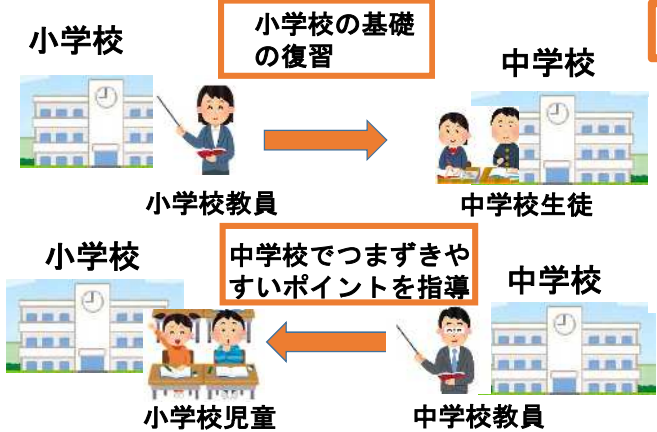 小学校
小学校の基礎
の復習
中学校
小学校教員
中学校生徒
小学校
中学校でつまずきや
すいポイントを指導
中学校
小学校児童
中学校教員